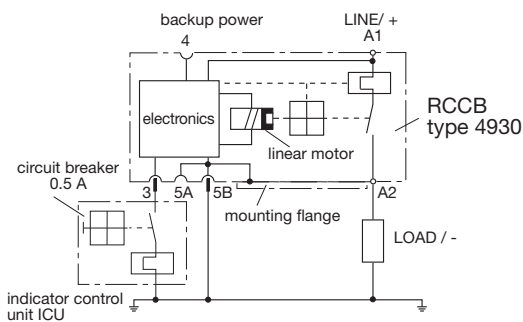 backup power
4
LINE/ +
A1
RCCB
type 4930
electronics
linear motor
circuit breaker
0.5 A
3
5A
5B
A2
mounting flange
LOAD / -
indicator control
unit ICU